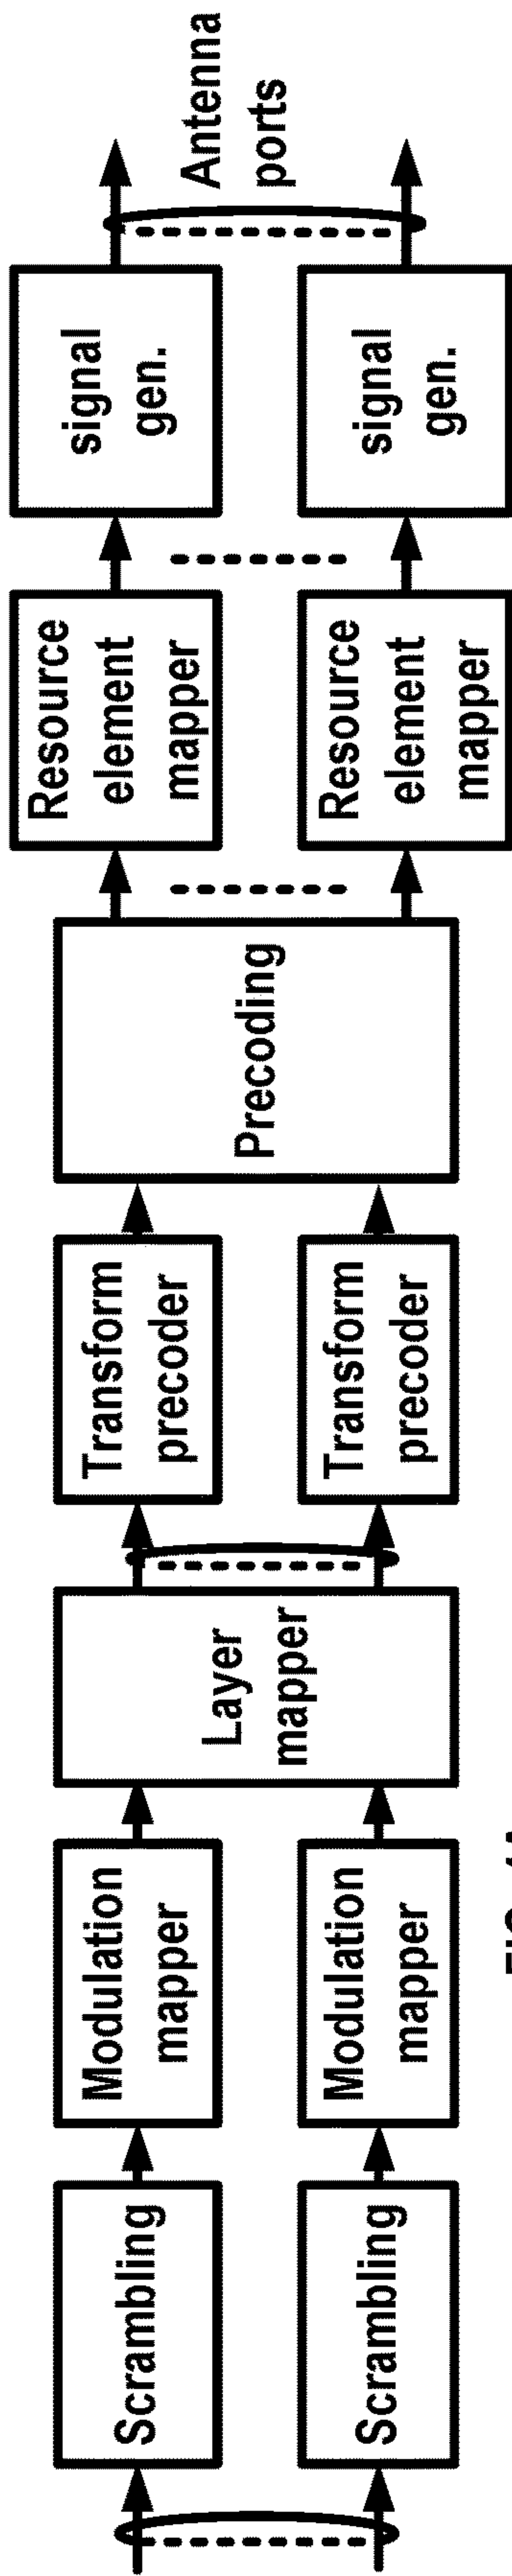 Scrambling
Modulation
mapper
Layer
mapper
Transform
precoder
Precoding
Resource
element
mapper
signal
gen.
Antenna
ports
Scrambling
Modulation
mapper
Transform
precoder
Resource
element
mapper
signal
gen.